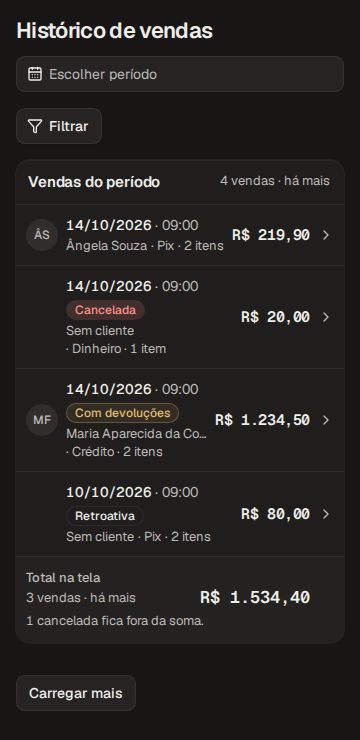 Histórico de vendas
Escolher período
Filtrar
Vendas do período 4 vendas · há mais
14/10/2026 · 09:00
ÂS Ângela Souza · Pix · 2 itens R$ 219,90
14/10/2026 · 09:00
Cancelada
R$ 20,00
Sem cliente
· Dinheiro · 1 item
14/10/2026 · 09:00
MF Com devoluções R$ 1.234,50
Maria Aparecida da Co…
· Crédito · 2 itens
10/10/2026 · 09:00
Retroativa R$ 80,00
Sem cliente · Pix · 2 itens
Total na tela
3 vendas · há mais R$ 1.534,40
1 cancelada fica fora da soma.
Carregar mais